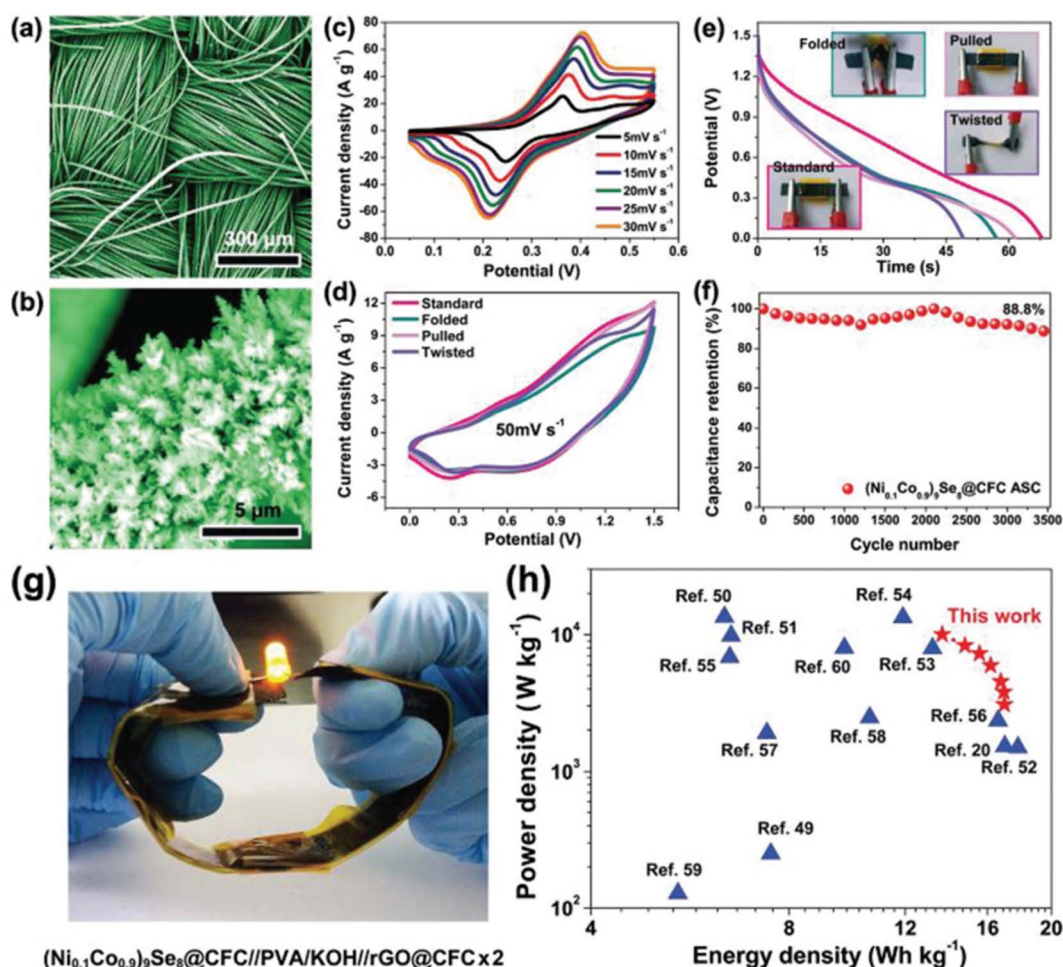 (a)
300 µm
(b)
5 µm
(c)
Current density (A g⁻¹)
80
60
40
20
0
-20
-40
-60
-80
0.0 0.1 0.2 0.3 0.4 0.5 0.6
Potential (V)
5mV s⁻¹
10mV s⁻¹
15mV s⁻¹
20mV s⁻¹
25mV s⁻¹
30mV s⁻¹
(d)
Current density (A g⁻¹)
12
9
6
3
0
-3
-6
0.0 0.3 0.6 0.9 1.2 1.5
Potential (V)
Standard
Folded
Pulled
Twisted
50mV s⁻¹
(e)
Potential (V)
1.5
1.2
0.9
0.6
0.3
0.0
0 15 30 45 60
Time (s)
Folded
Pulled
Twisted
Standard
(f)
Capacitance retention (%)
100
80
60
40
20
0
0 500 1000 1500 2000 2500 3000 3500
Cycle number
88.8%
(Ni₀.₁Co₀.₉)₉Se₈@CFC ASC
(g)
(Ni₀.₁Co₀.₉)₉Se₈@CFC//PVA/KOH//rGO@CFC x 2
(h)
Power density (W kg⁻¹)
10⁴
10³
10²
4 8 12 16 20
Energy density (Wh kg⁻¹)
Ref. 50
Ref. 51
Ref. 55
Ref. 54
This work
Ref. 60
Ref. 53
Ref. 57
Ref. 58
Ref. 56
Ref. 20
Ref. 52
Ref. 49
Ref. 59